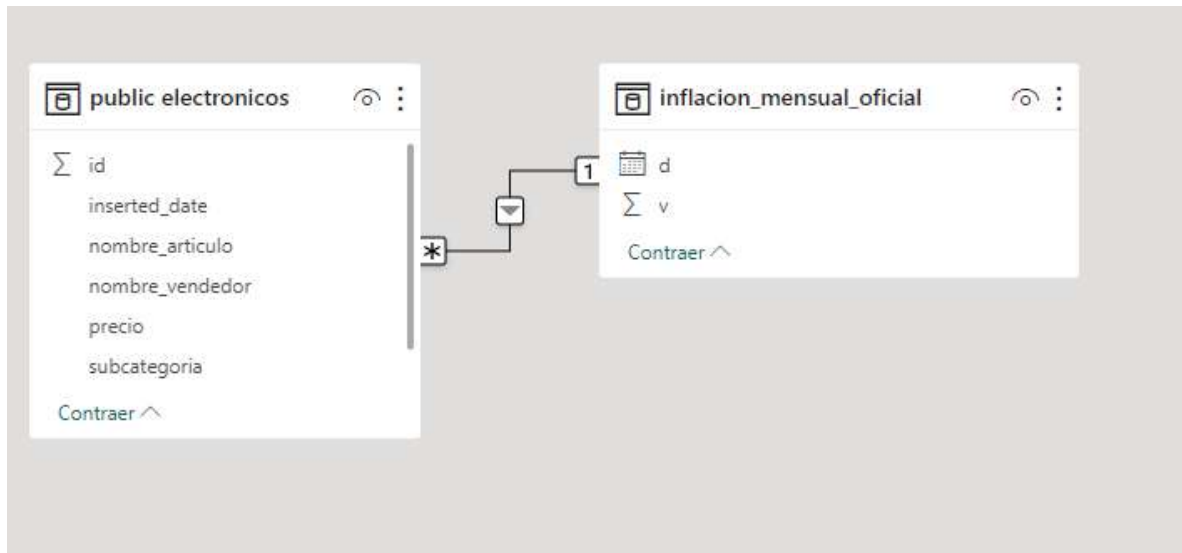 public electronicos
id
inserted_date
nombre_articulo
nombre_vendedor
precio
subcategoria
Contraer
*
1
inflacion_mensual_oficial
d
Σ v
Contraer